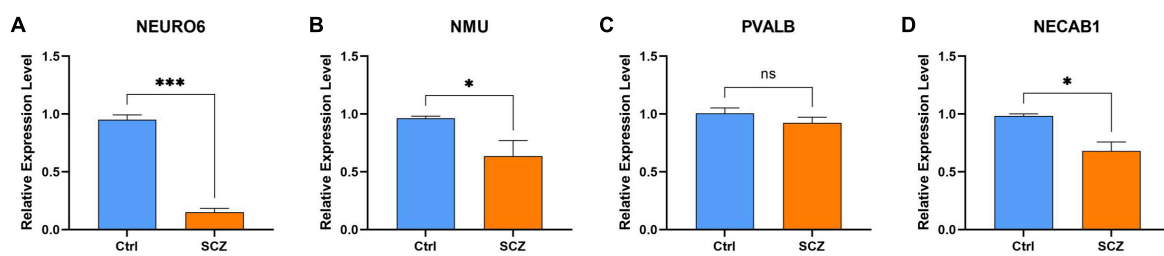 A
NEURO6
Relative Expression Level
1.5
1.0
0.5
0.0
***
Ctrl
SCZ
B
NMU
Relative Expression Level
1.5
1.0
0.5
0.0
*
Ctrl
SCZ
C
PVALB
Relative Expression Level
1.5
1.0
0.5
0.0
ns
Ctrl
SCZ
D
NECAB1
Relative Expression Level
1.5
1.0
0.5
0.0
*
Ctrl
SCZ